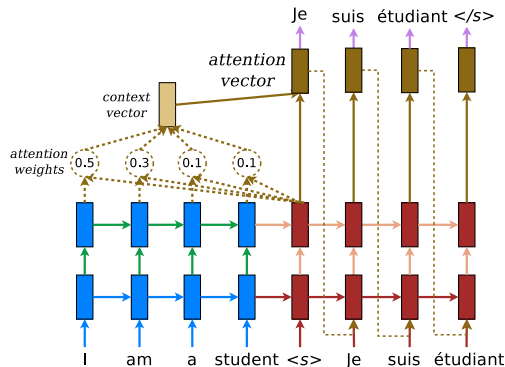 Je suis étudiant </s>
attention
vector
context
vector
attention
weights
0.5 0.3 0.1 0.1
I am a student <s> Je suis étudiant